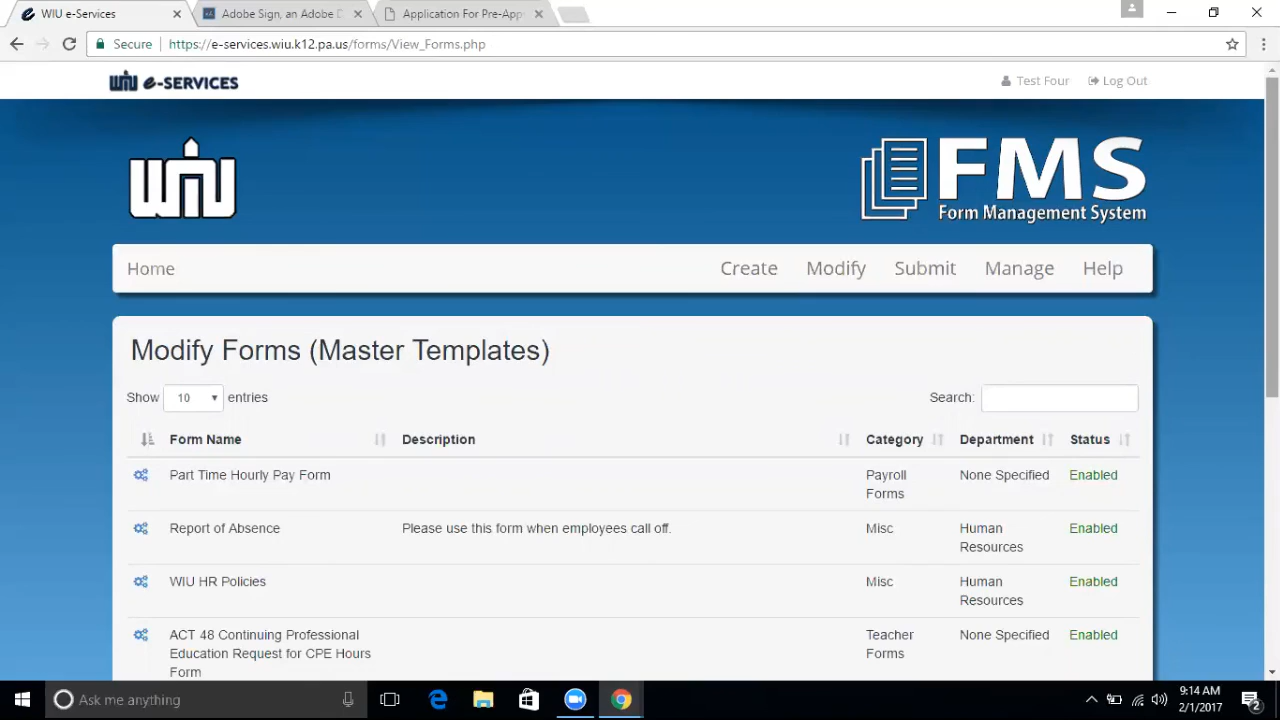 WIU e-Services
Adobe Sign, an Adobe D
Application For Pre-App
Secure
https://e-services.wiu.k12.pa.us/forms/View_Forms.php
WIU e-SERVICES
Test Four
Log Out
WIU
FMS
Form Management System
Home
Create
Modify
Submit
Manage
Help
Modify Forms (Master Templates)
Show 10 entries
Search:
Form Name
Description
Category
Department
Status
Part Time Hourly Pay Form
Payroll
Forms
None Specified
Enabled
Report of Absence
Please use this form when employees call off.
Misc
Human
Resources
Enabled
WIU HR Policies
Misc
Human
Resources
Enabled
ACT 48 Continuing Professional
Education Request for CPE Hours
Form
Teacher
Forms
None Specified
Enabled
Ask me anything
9:14 AM
2/1/2017
2